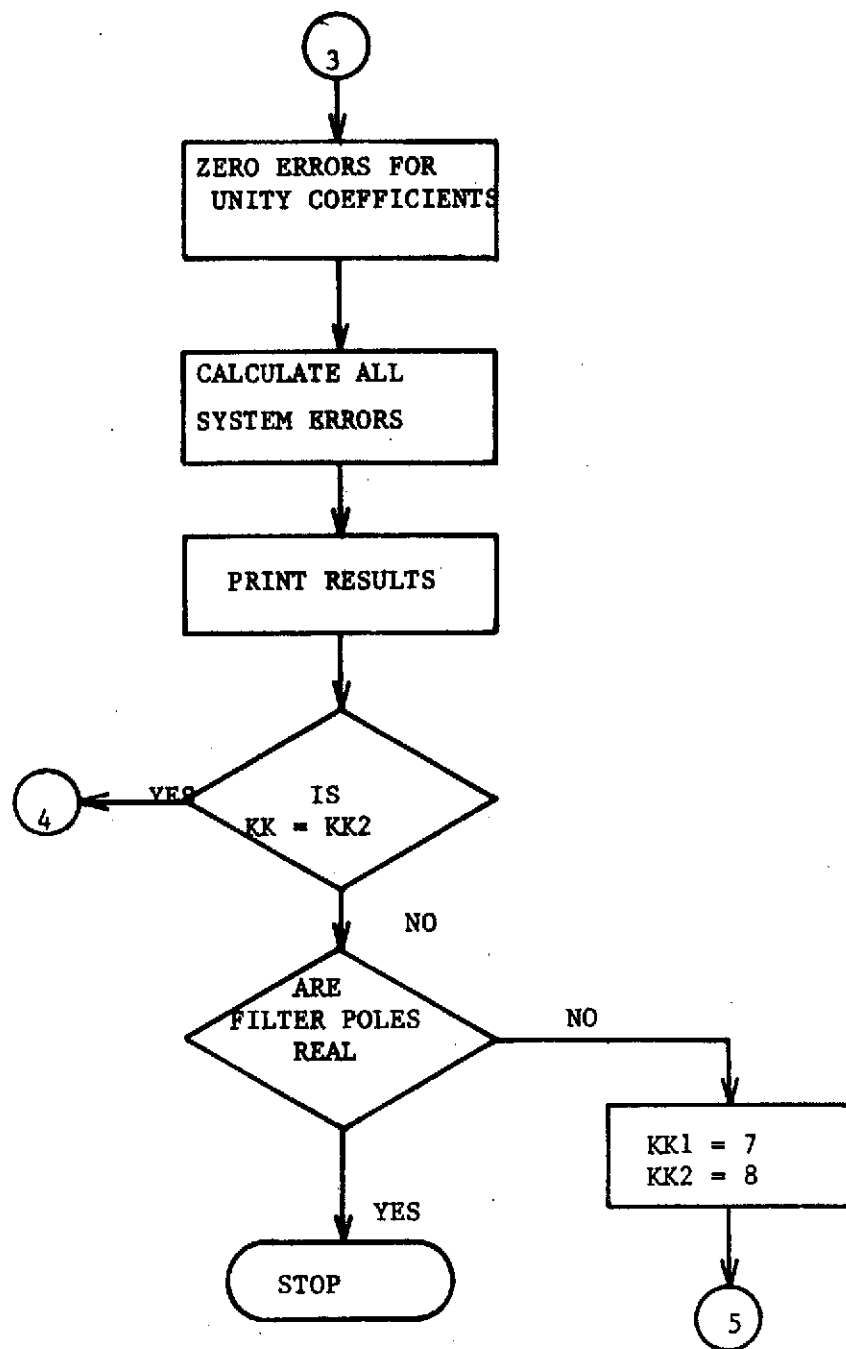 3
ZERO ERRORS FOR
UNITY COEFFICIENTS
CALCULATE ALL
SYSTEM ERRORS
PRINT RESULTS
YES
IS
KK = KK2
4
NO
ARE
FILTER POLES
REAL
NO
KK1 = 7
KK2 = 8
YES
STOP
5